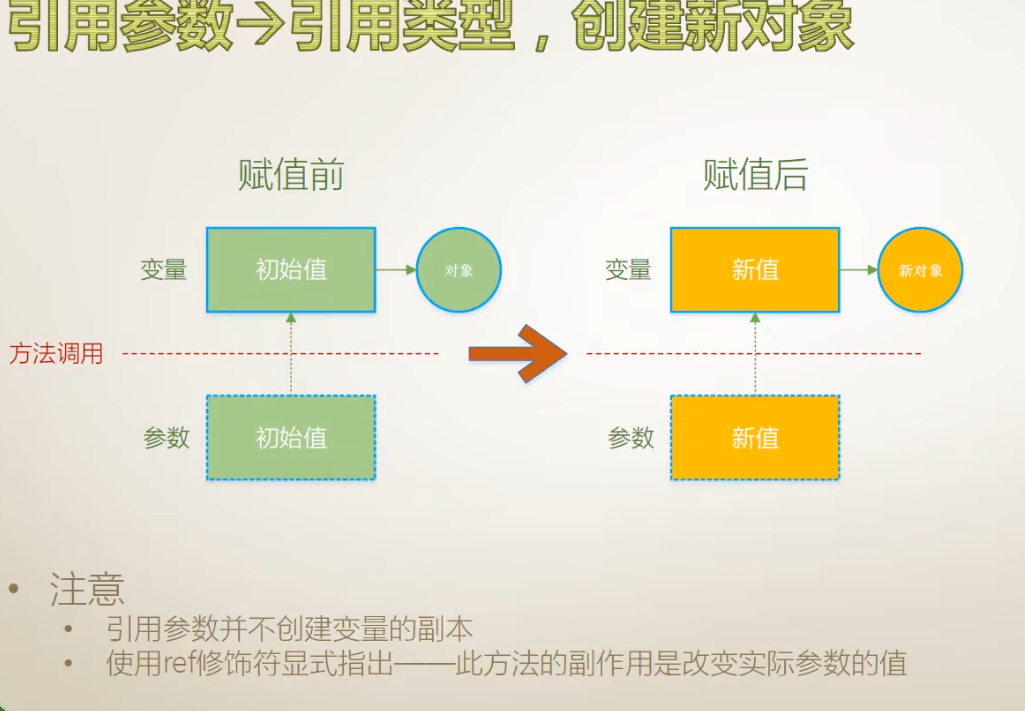 引用参数→引用类型，创建新对象
赋值前
赋值后
变量
初始值
对象
变量
新值
新对象
方法调用
参数
初始值
参数
新值
• 注意
• 引用参数并不创建变量的副本
• 使用ref修饰符显式指出——此方法的副作用是改变实际参数的值